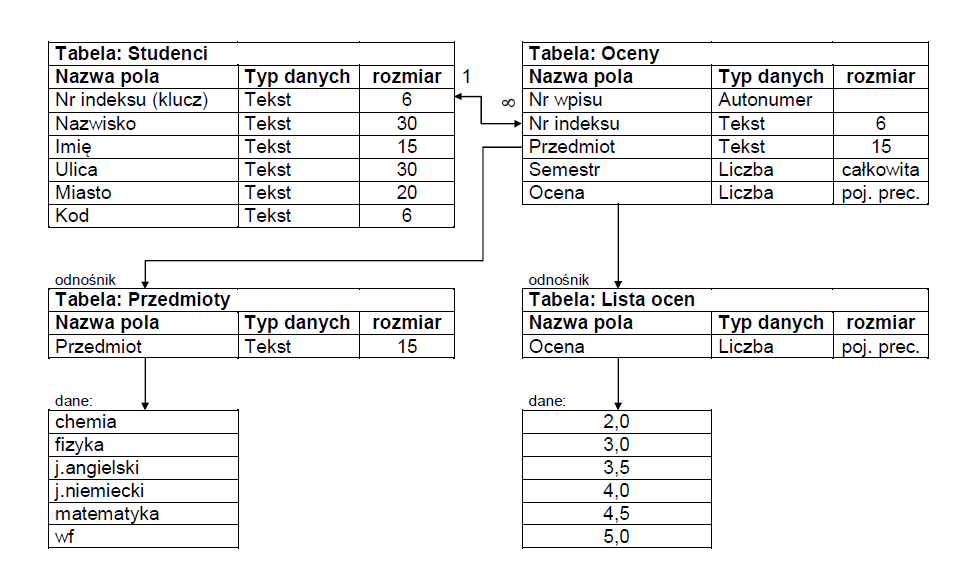 Tabela: Studenci
Nazwa pola Typ danych rozmiar
Nr indeksu (klucz) Tekst 6
Nazwisko Tekst 30
Imię Tekst 15
Ulica Tekst 30
Miasto Tekst 20
Kod Tekst 6
1
∞
Tabela: Oceny
Nazwa pola Typ danych rozmiar
Nr wpisu Autonumer
Nr indeksu Tekst 6
Przedmiot Tekst 15
Semestr Liczba całkowita
Ocena Liczba poj. prec.
odnośnik
Tabela: Przedmioty
Nazwa pola Typ danych rozmiar
Przedmiot Tekst 15
odnośnik
Tabela: Lista ocen
Nazwa pola Typ danych rozmiar
Ocena Liczba poj. prec.
dane:
chemia
fizyka
j.angielski
j.niemiecki
matematyka
wf
dane:
2,0
3,0
3,5
4,0
4,5
5,0